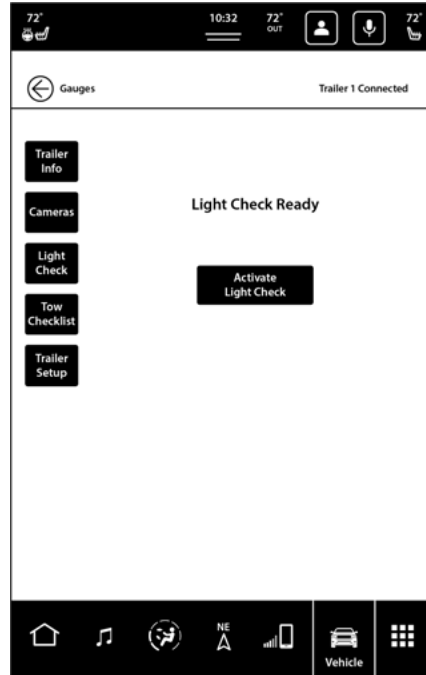 72°
10:32
72°
OUT
72°
Gauges
Trailer 1 Connected
Trailer
Info
Cameras
Light
Check
Tow
Checklist
Trailer
Setup
Light Check Ready
Activate
Light Check
NE
Vehicle